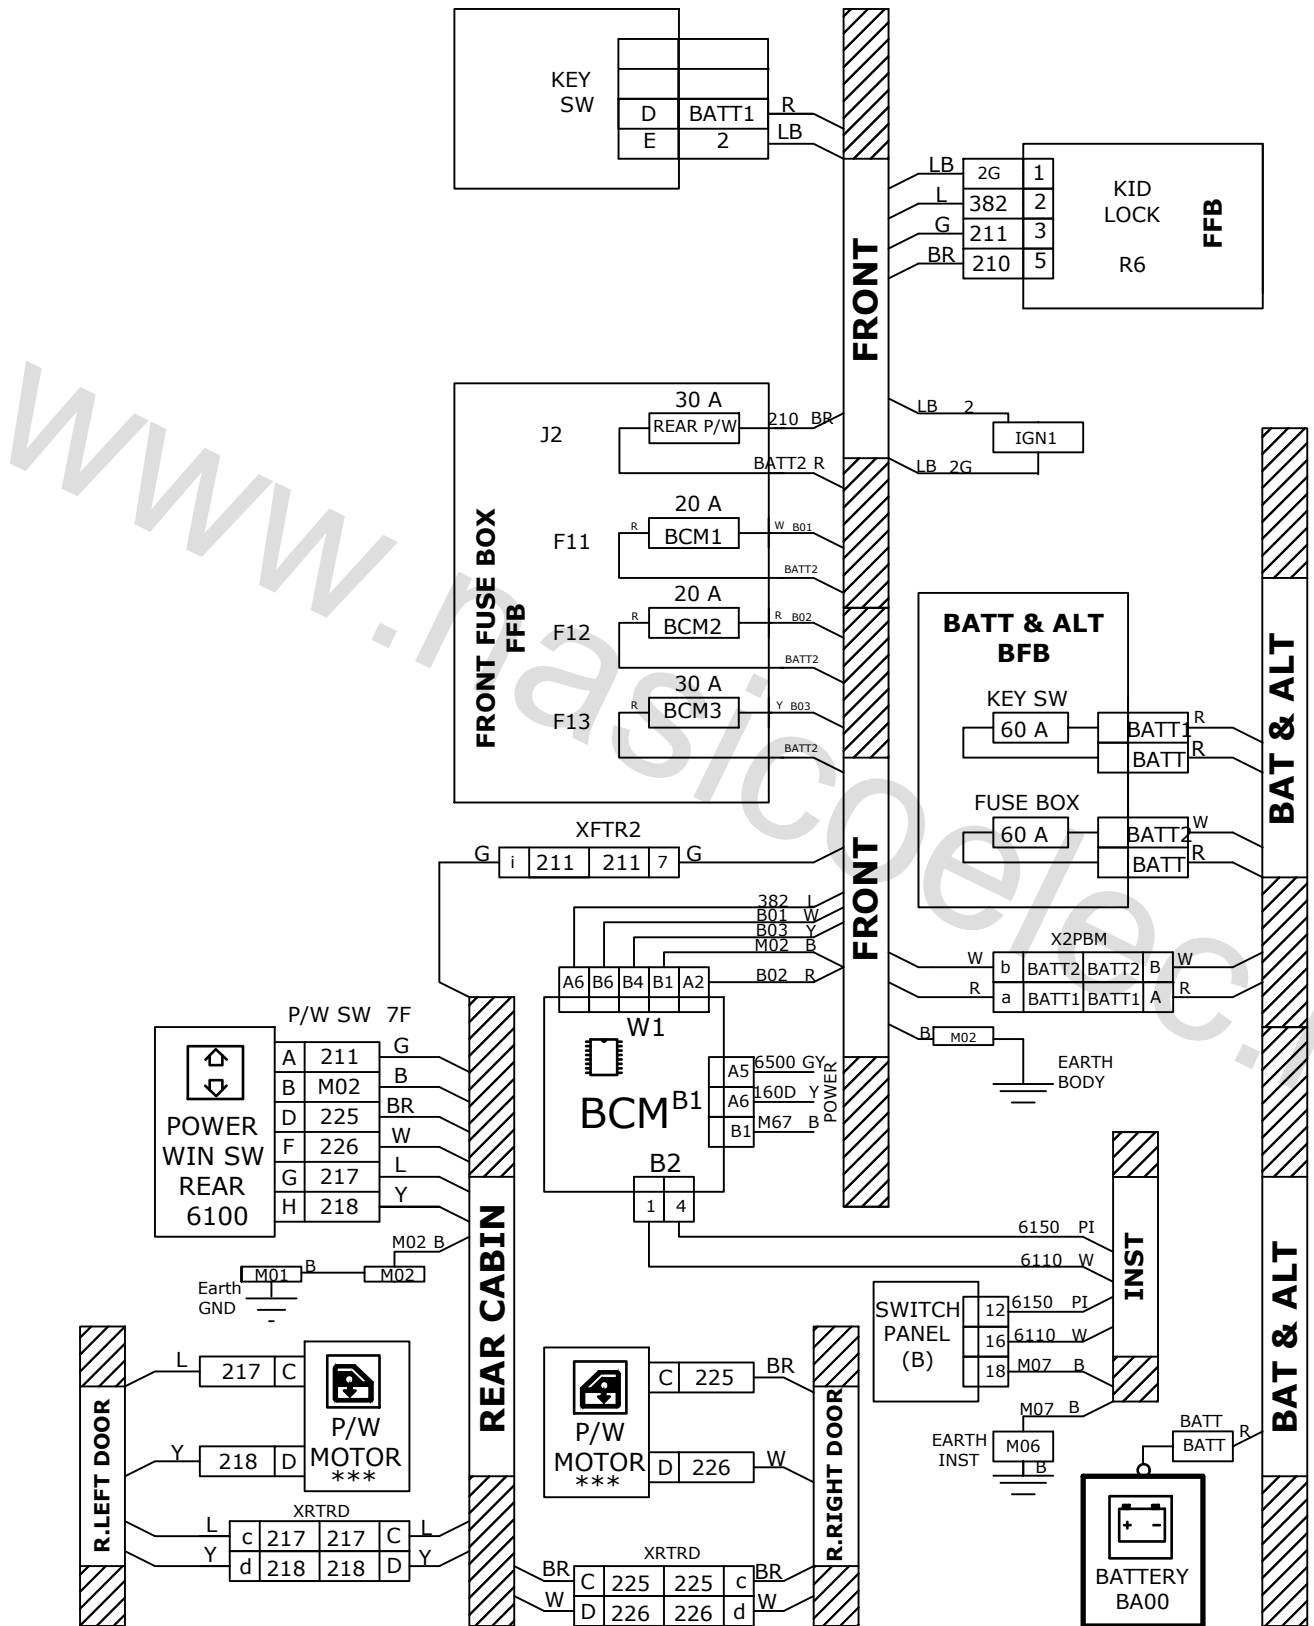 KEY
SW
D BATT1 R
E 2 LB
LB 2G 1
L 382 2
G 211 3
BR 210 5
KID
LOCK
R6
FFB
FRONT
30 A
J2
REAR P/W
210 BR
BATT2 R
20 A
F11
R BCM1 W B01
BATT2
20 A
F12
R BCM2 R B02
BATT2
30 A
F13
R BCM3 Y B03
BATT2
FRONT FUSE BOX
FFB
LB 2
IGN1
LB 2G
BATT & ALT
BFB
KEY SW
60 A BATT1 R
BATT R
FUSE BOX
60 A BATT2 W
BATT R
BAT & ALT
XFTR2
G i 211 211 7 G
FRONT
382 L
B01 W
B03 Y
M02 B
B02 R
A6 B6 B4 B1 A2
W1
BCM
B1
A5 6500 GY
A6 160D Y
B1 M67 B
POWER
B2
1 4
X2PBM
W b BATT2 BATT2 B W
R a BATT1 BATT1 A R
B M02
EARTH
BODY
P/W SW 7F
A 211 G
B M02 B
D 225 BR
F 226 W
G 217 L
H 218 Y
POWER
WIN SW
REAR
6100
M02 B
M01 B M02
Earth
GND
REAR CABIN
6150 PI
6110 W
INST
SWITCH
PANEL
(B)
12 6150 PI
16 6110 W
18 M07 B
M07 B
EARTH
INST
M06
B
BAT & ALT
BATT
BATT R
+ -
BATTERY
BA00
L 217 C
Y 218 D
P/W
MOTOR
***
R.LEFT DOOR
XRTRD
L c 217 217 C L
Y d 218 218 D Y
P/W
MOTOR
***
C 225 BR
D 226 W
R.RIGHT DOOR
XRTRD
BR C 225 225 c BR
W D 226 226 d W
www.nasicoelec.